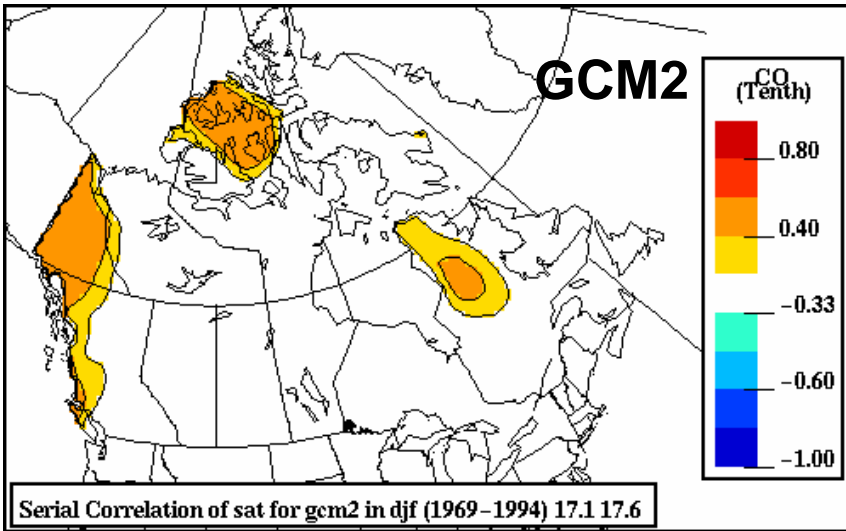 GCM2
CO
(Tenth)
0.80
0.40
−0.33
−0.60
−1.00
Serial Correlation of sat for gcm2 in djf (1969−1994) 17.1 17.6